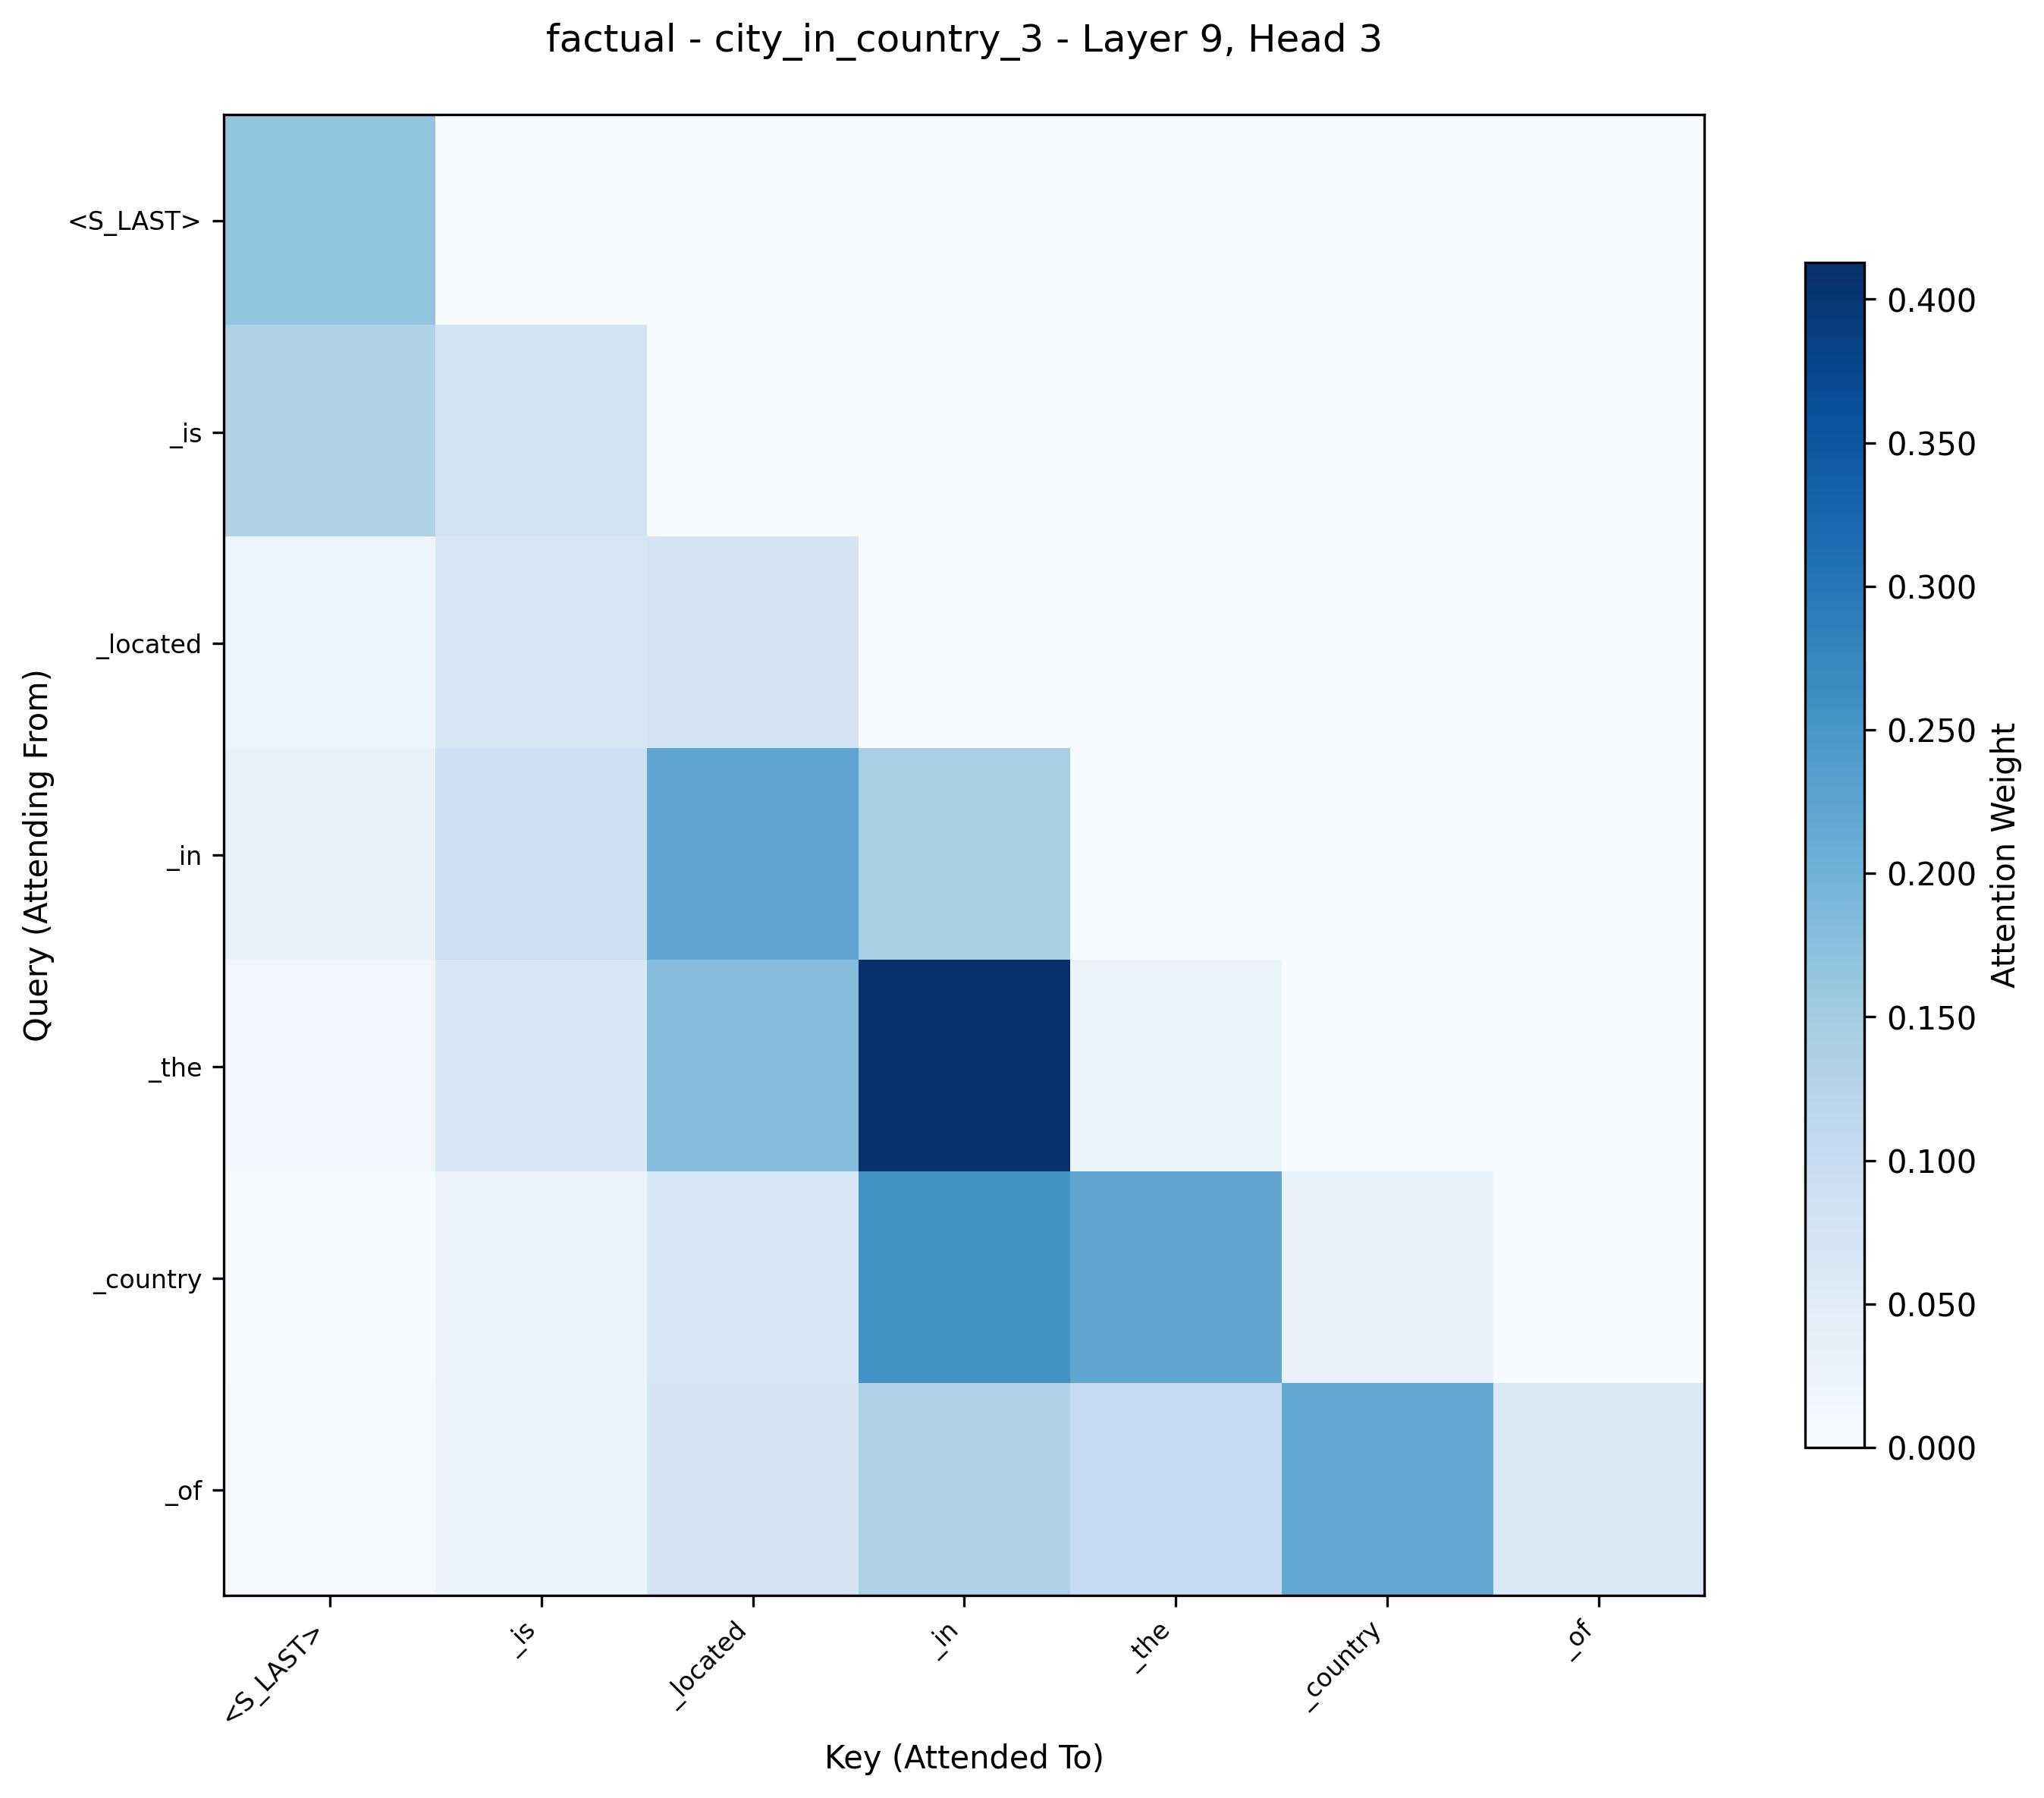 factual - city_in_country_3 - Layer 9, Head 3
<S_LAST>
_is
_located
_in
_the
_country
_of
Query (Attending From)
<S_LAST>
_is
_located
_in
_the
_country
_of
Key (Attended To)
0.400
0.350
0.300
0.250
0.200
0.150
0.100
0.050
0.000
Attention Weight